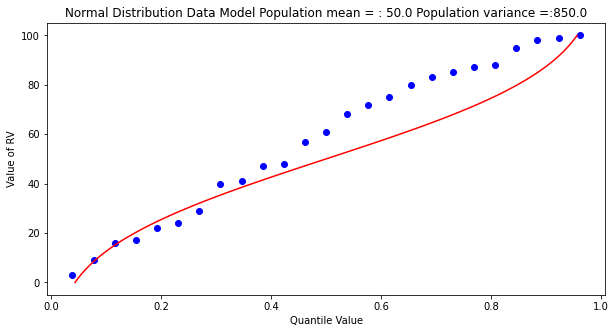 Normal Distribution Data Model Population mean = : 50.0 Population variance =:850.0
100
80
60
40
20
0
Value of RV
0.0 0.2 0.4 0.6 0.8 1.0
Quantile Value